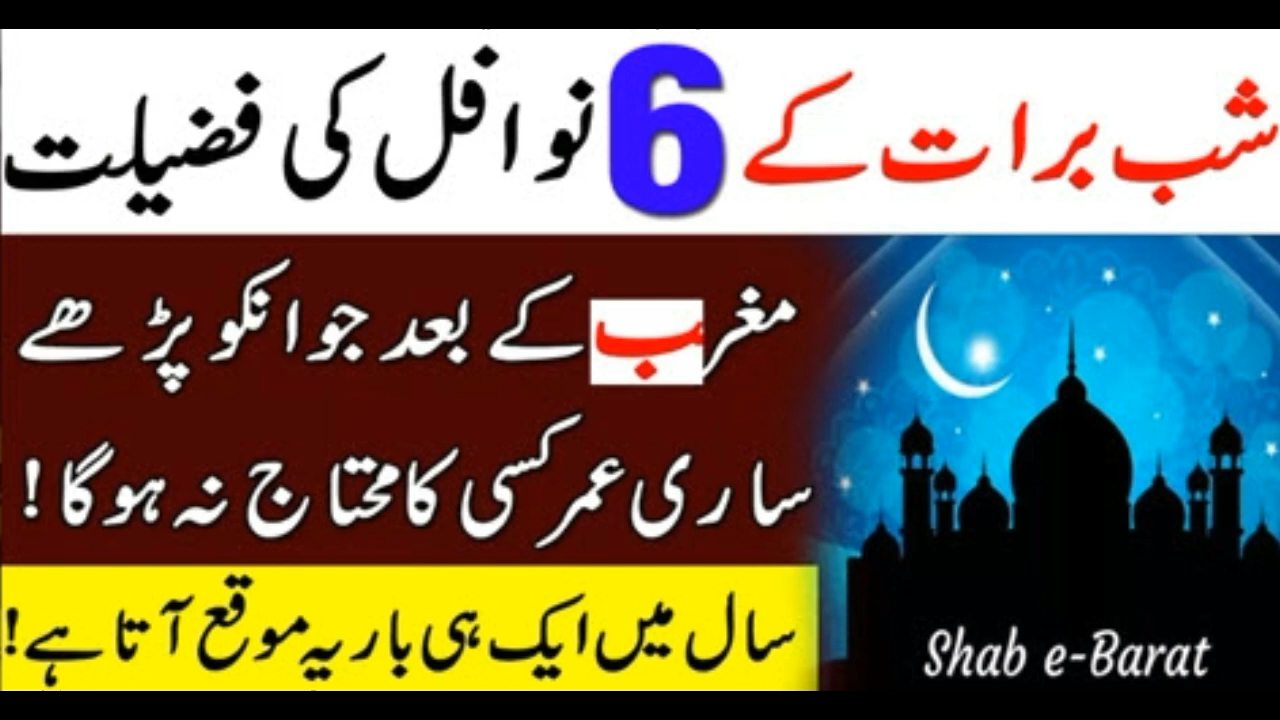 شب برات کے 6 نوافل کی فضیلت
مغرب کے بعد جو انکو پڑھے
ساری عمر کسی کا محتاج نہ ہوگا !
سال میں ایک ہی بار یہ موقع آتا ہے!
Shab e-Barat